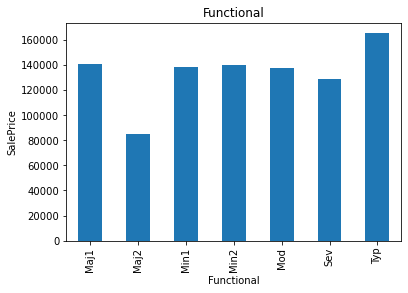 Functional
160000
140000
120000
100000
80000
60000
40000
20000
0
SalePrice
Maj1
Maj2
Min1
Min2
Mod
Sev
Typ
Functional